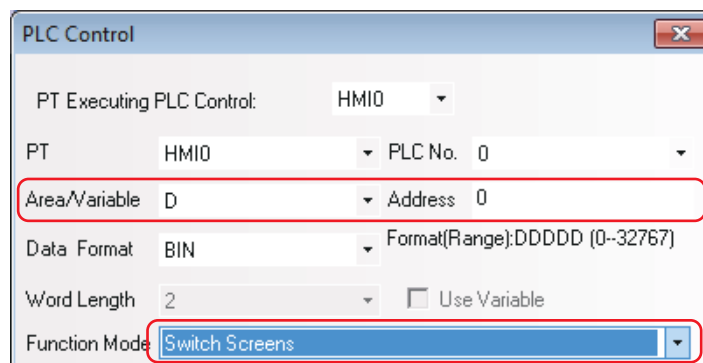 PLC Control
PT Executing PLC Control: HMI0
PT HMI0 PLC No. 0
Area/Variable D Address 0
Data Format BIN Format(Range):DDDDD (0--32767)
Word Length 2 Use Variable
Function Mode Switch Screens